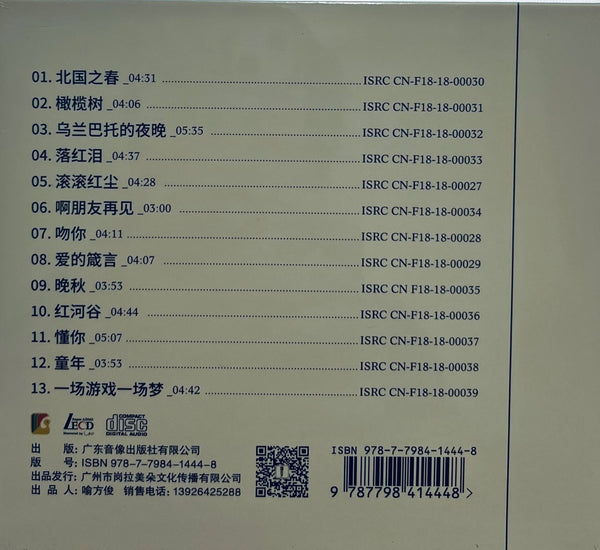 01. 北国之春 _04:31 ISRC CN-F18-18-00030
02. 橄榄树 _04:06 ISRC CN-F18-18-00031
03. 乌兰巴托的夜晚 _05:35 ISRC CN-F18-18-00032
04. 落红泪 _04:37 ISRC CN-F18-18-00033
05. 滚滚红尘 _04:28 ISRC CN-F18-18-00027
06. 啊朋友再见 _03:00 ISRC CN-F18-18-00034
07. 吻你 _04:11 ISRC CN-F18-18-00028
08. 爱的箴言 _04:07 ISRC CN-F18-18-00029
09. 晚秋 _03:53 ISRC CN F18-18-00035
10. 红河谷 _04:44 ISRC CN-F18-18-00036
11. 懂你 _05:07 ISRC CN-F18-18-00037
12. 童年 _03:53 ISRC CN-F18-18-00038
13. 一场游戏一场梦 _04:42 ISRC CN-F18-18-00039
LECD
COMPACT
disc
DIGITAL AUDIO
出 版: 广东音像出版社有限公司
版 号: ISBN 978-7-7984-1444-8
出品发行: 广州市岗拉美朵文化传播有限公司
出 品 人: 喻方俊 销售电话: 13926425288
ISBN 978-7-7984-1444-8
9 787798 414448 >